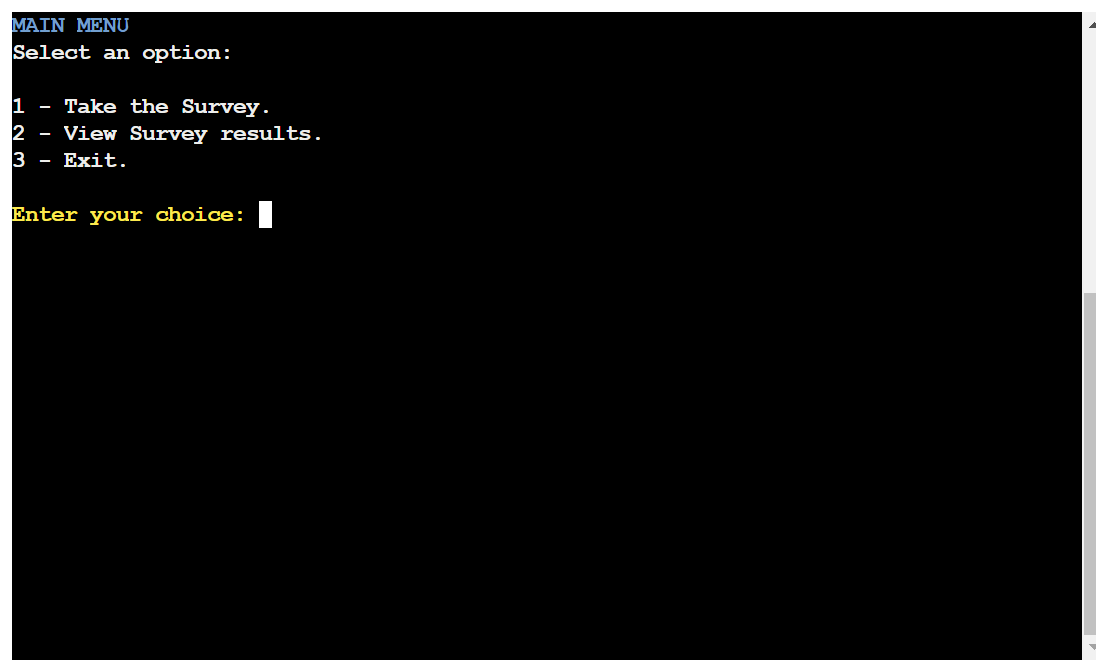 MAIN MENU
Select an option:
1 - Take the Survey.
2 - View Survey results.
3 - Exit.
Enter your choice: